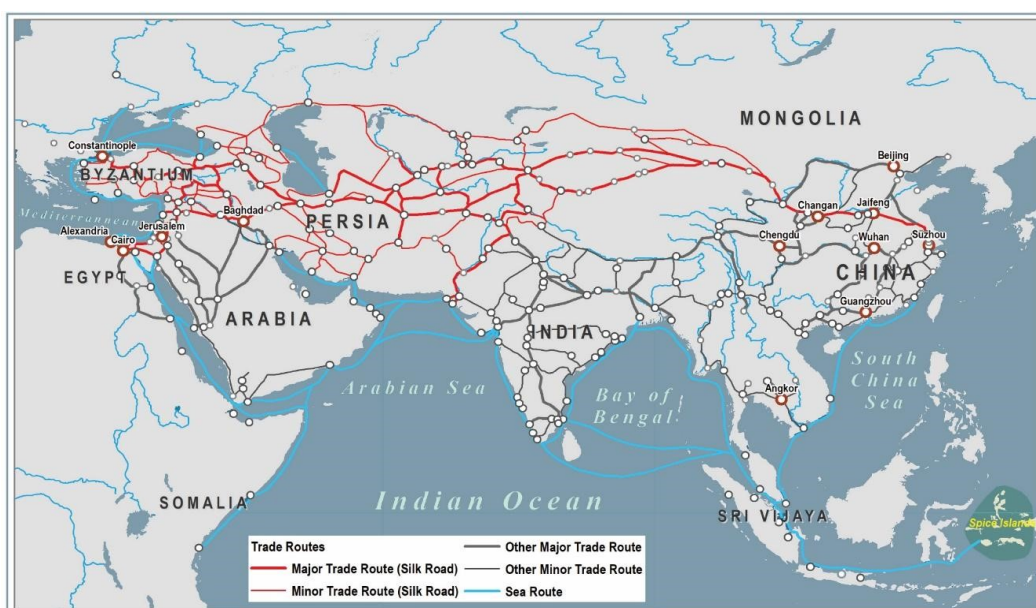 MONGOLIA
Constantinople
BYZANTIUM
Beijing
Mediterranean
Baghdad
PERSIA
Changan
Jaifeng
Alexandria
Cairo
Jerusalem
Chengdu
Wuhan
Suzhou
EGYPT
CHINA
ARABIA
INDIA
Guangzhou
Arabian Sea
Bay of
Bengal
South
China
Sea
Angkor
SOMALIA
Indian Ocean
SRI VIJAYA
Spice Islands
Trade Routes
Major Trade Route (Silk Road)
Minor Trade Route (Silk Road)
Other Major Trade Route
Other Minor Trade Route
Sea Route